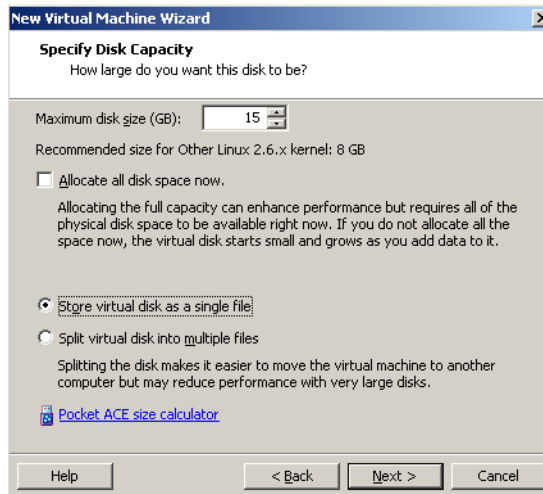 New Virtual Machine Wizard
Specify Disk Capacity
How large do you want this disk to be?
Maximum disk size (GB): 15
Recommended size for Other Linux 2.6.x kernel: 8 GB
Allocate all disk space now.
Allocating the full capacity can enhance performance but requires all of the
physical disk space to be available right now. If you do not allocate all the
space now, the virtual disk starts small and grows as you add data to it.
Store virtual disk as a single file
Split virtual disk into multiple files
Splitting the disk makes it easier to move the virtual machine to another
computer but may reduce performance with very large disks.
Pocket ACE size calculator
Help < Back Next > Cancel